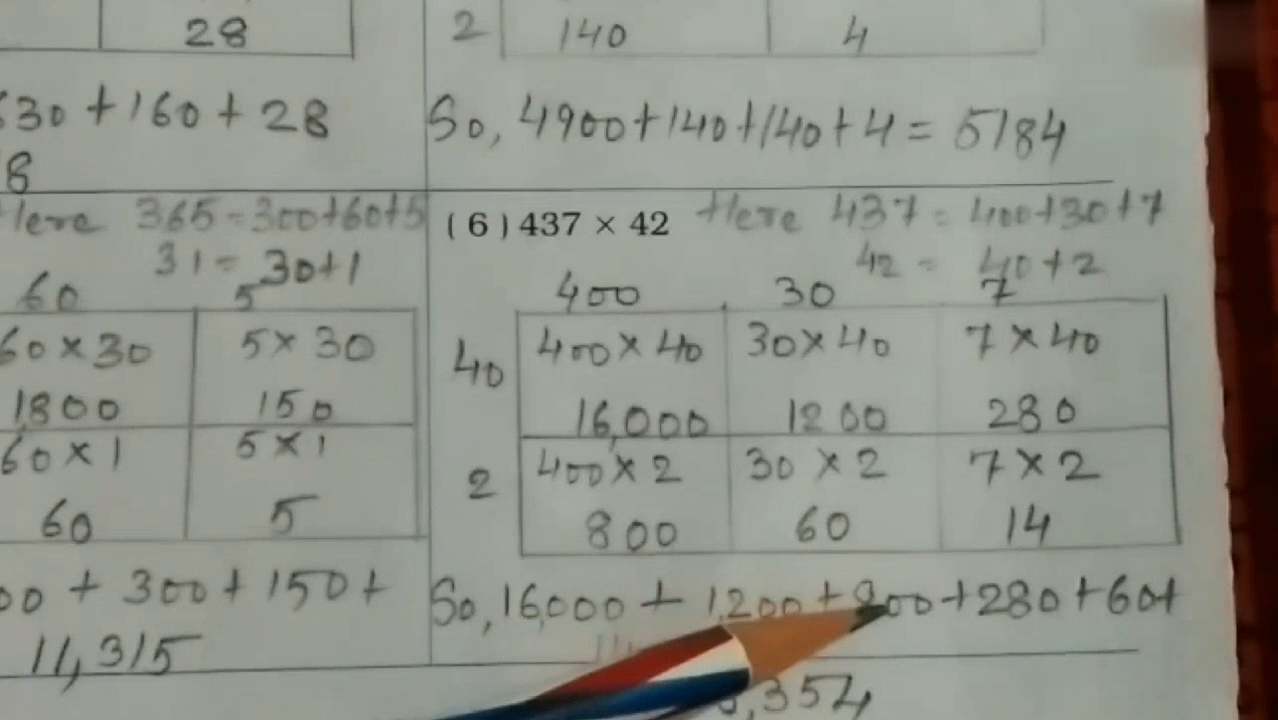 28
2 140 4
30 + 160 + 28
8
So, 4900+140+140+4 = 5184
Here 365 = 300+60+5
31 = 30+1
60 5
60 × 30 5 × 30
1800 150
60 × 1 5 × 1
60 5
00 + 300 + 150 +
11,315
(6) 437 × 42 Here 437 = 400+30+7
42 = 40+2
400 30 7
40 400 × 40 30 × 40 7 × 40
16,000 1200 280
2 400 × 2 30 × 2 7 × 2
800 60 14
So, 16,000 + 1,200 + 800 + 280 + 60 +
,354